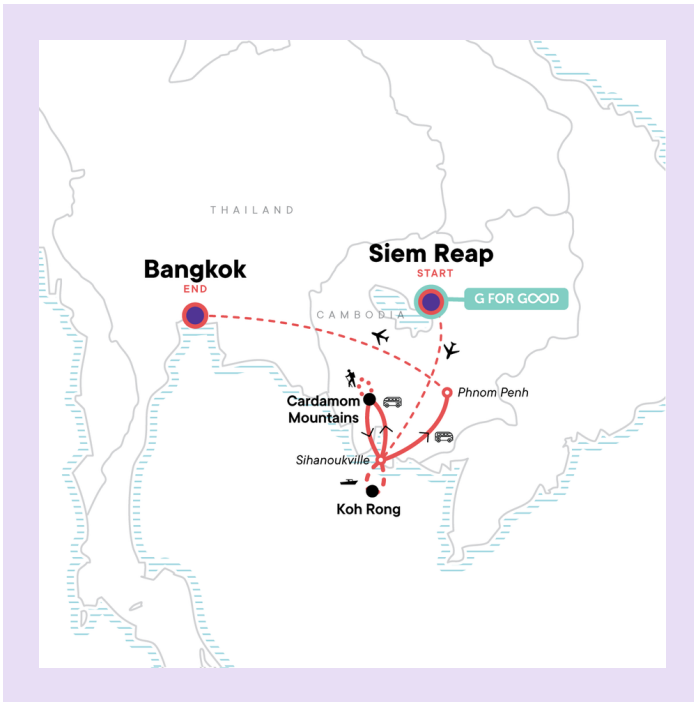 THAILAND
Siem Reap
START
Bangkok
END
G FOR GOOD
CAMBODIA
Phnom Penh
Cardamom
Mountains
Sihanoukville
Koh Rong